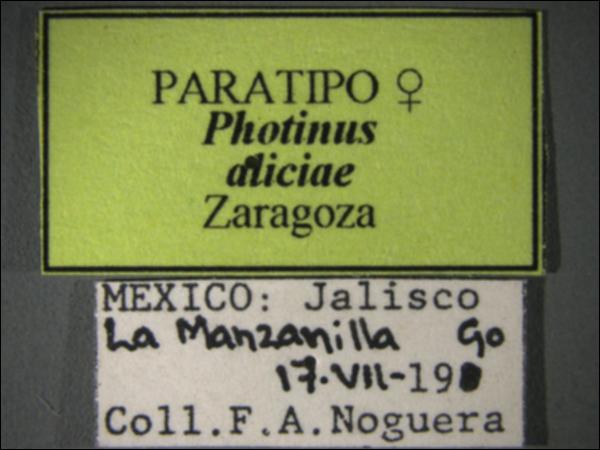 PARATIPO ♀
Photinus
aliciae
Zaragoza
MEXICO: Jalisco
La Manzanilla Go
17.VII-19
Coll.F.A.Noguera